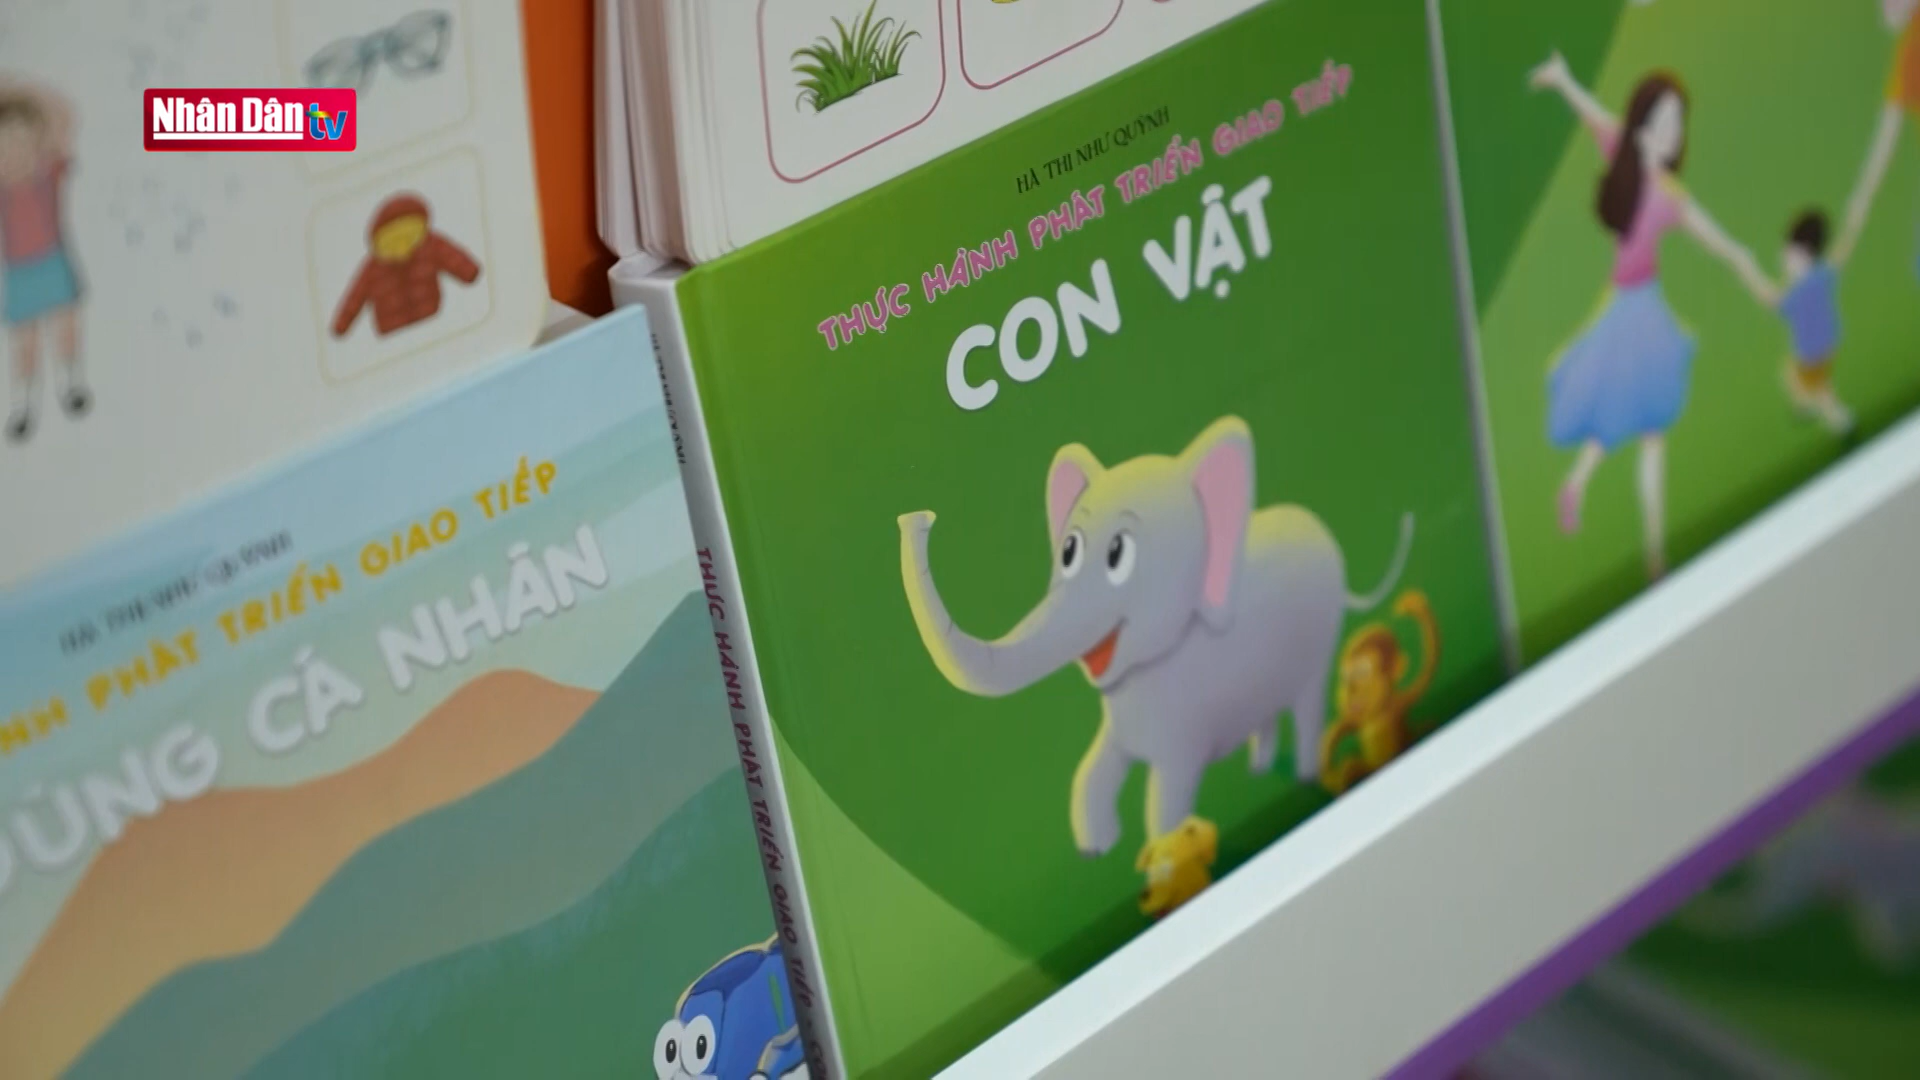 Nhân Dân tv
HÀ THỊ NHƯ QUỲNH
THỰC HÀNH PHÁT TRIỂN GIAO TIẾP
CON VẬT
THỰC HÀNH PHÁT TRIỂN GIAO TIẾP
PHÁT TRIỂN GIAO TIẾP
DÙNG CÁ NHÂN